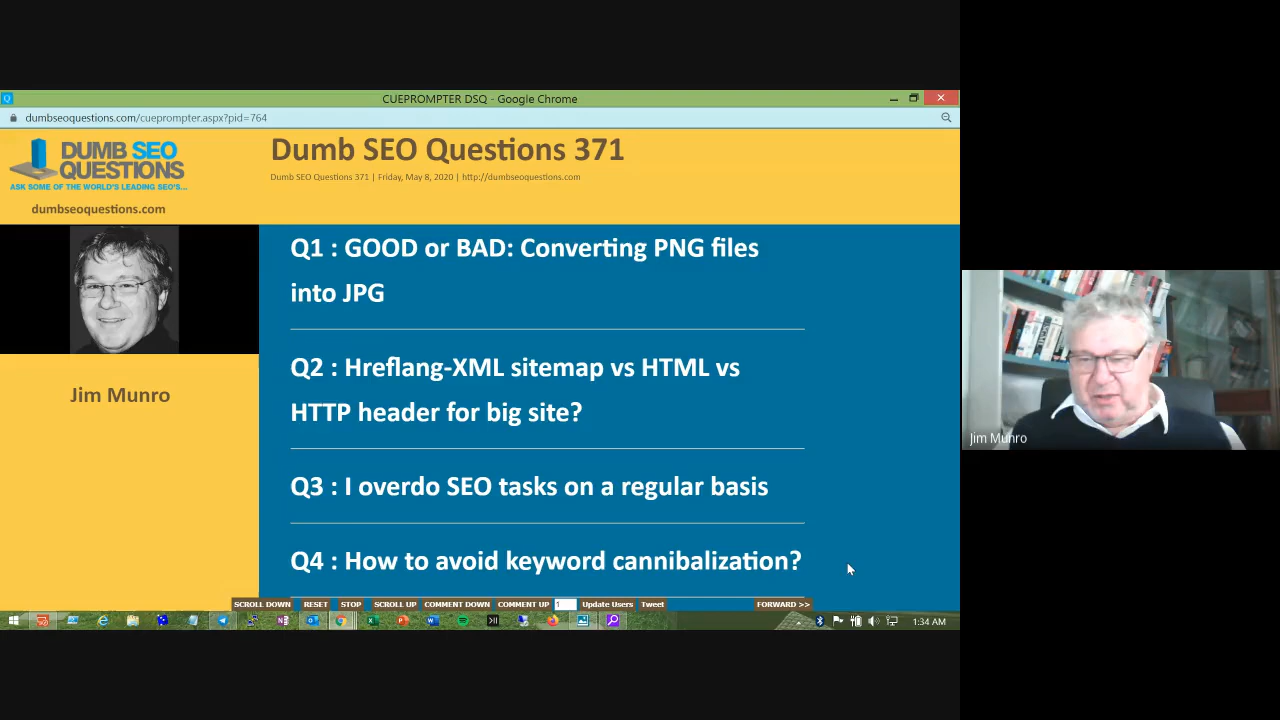 CUEPROMPTER DSQ - Google Chrome
dumbseoquestions.com/cueprompter.aspx?pid=764
DUMB SEO
QUESTIONS
ASK SOME OF THE WORLD'S LEADING SEO'S...
dumbseoquestions.com
Dumb SEO Questions 371
Dumb SEO Questions 371 | Friday, May 8, 2020 | http://dumbseoquestions.com
Jim Munro
Q1 : GOOD or BAD: Converting PNG files
into JPG
Q2 : Hreflang-XML sitemap vs HTML vs
HTTP header for big site?
Q3 : I overdo SEO tasks on a regular basis
Q4 : How to avoid keyword cannibalization?
SCROLL DOWN RESET STOP SCROLL UP COMMENT DOWN COMMENT UP 1 Update Users Tweet FORWARD >>
1:34 AM
Jim Munro